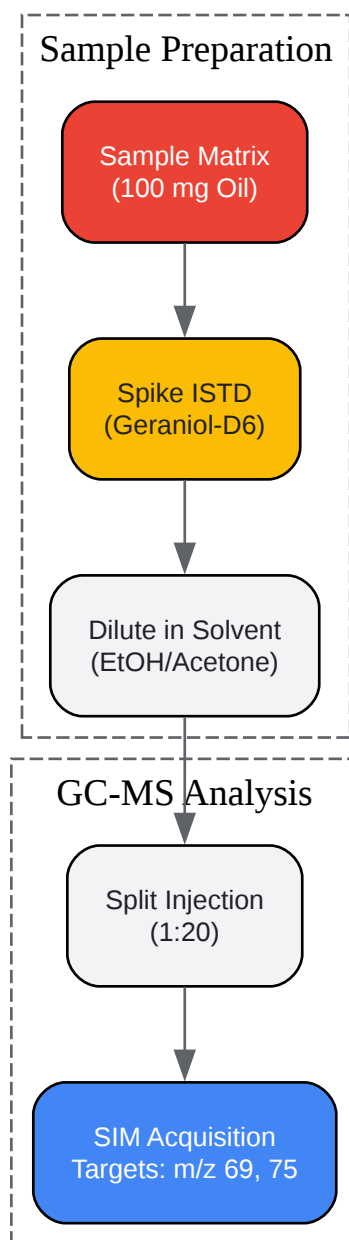 Sample Preparation
Sample Matrix
(100 mg Oil)
Spike ISTD
(Geraniol-D6)
Dilute in Solvent
(EtOH/Acetone)
GC-MS Analysis
Split Injection
(1:20)
SIM Acquisition
Targets: m/z 69, 75